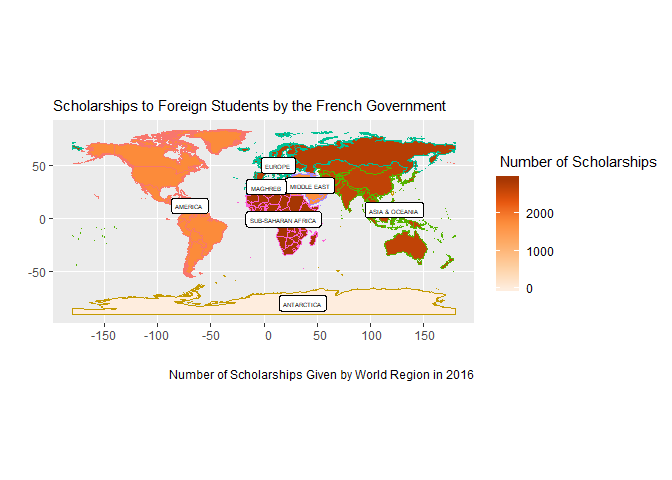 Scholarships to Foreign Students by the French Government
Number of Scholarships
2000
1000
0
50
0
-50
EUROPE
MAGHREB
MIDDLE EAST
AMERICA
ASIA & OCEANIA
SUB-SAHARAN AFRICA
ANTARCTICA
-150 -100 -50 0 50 100 150
Number of Scholarships Given by World Region in 2016